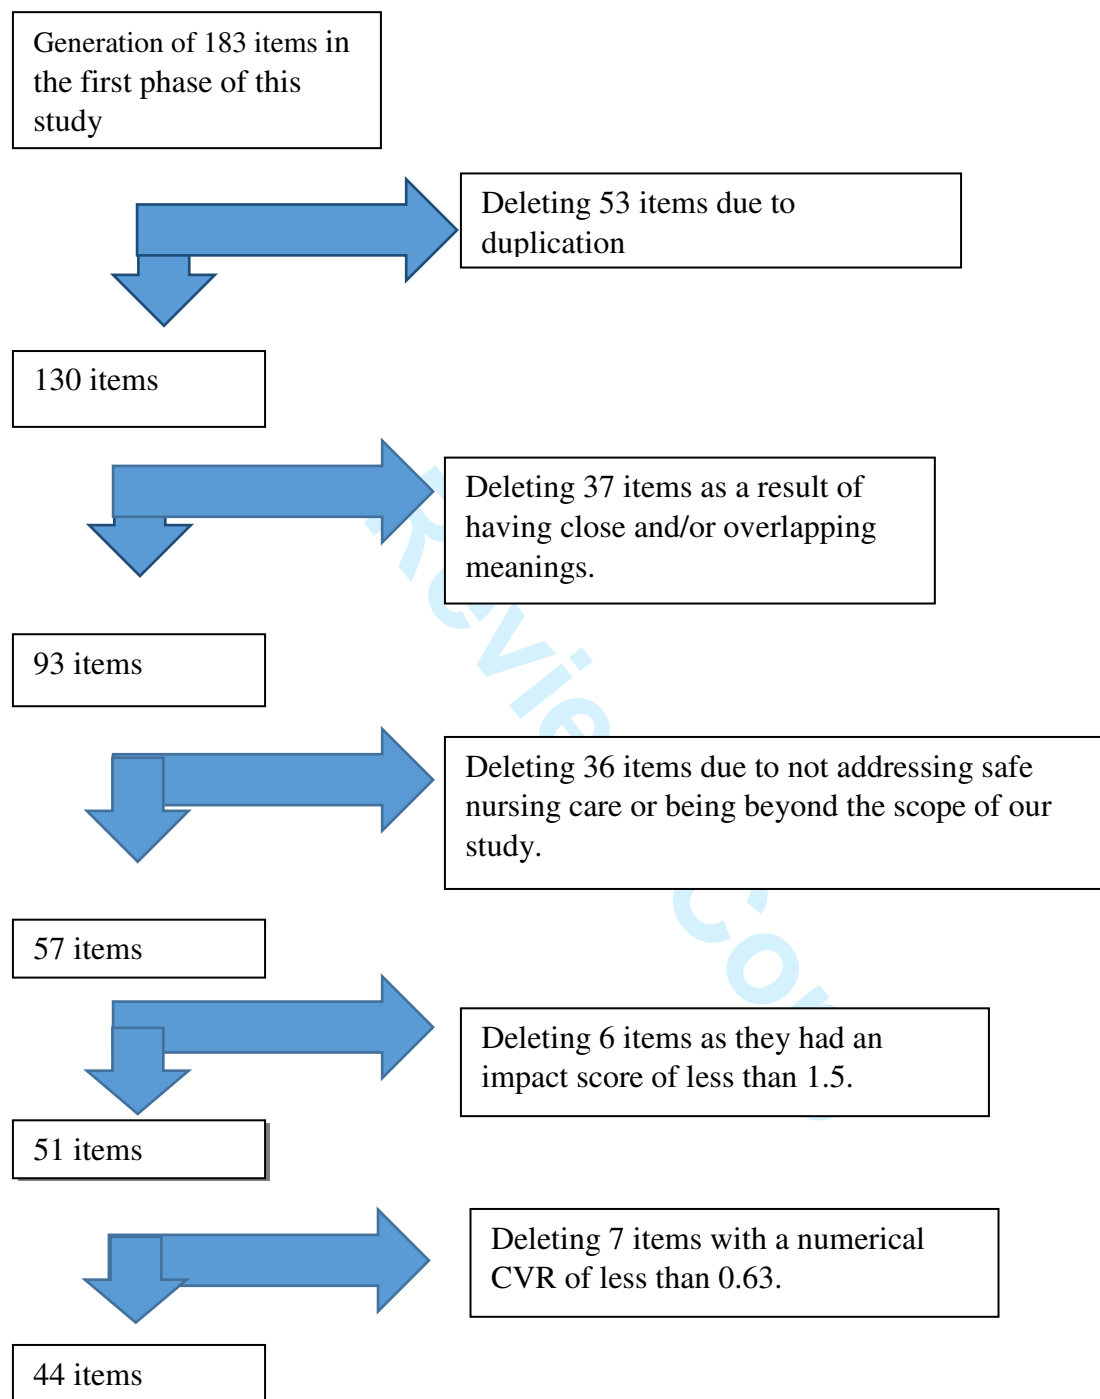 Generation of 183 items in
the first phase of this
study
Deleting 53 items due to
duplication
130 items
Deleting 37 items as a result of
having close and/or overlapping
meanings.
93 items
Deleting 36 items due to not addressing safe
nursing care or being beyond the scope of our
study.
57 items
Deleting 6 items as they had an
impact score of less than 1.5.
51 items
Deleting 7 items with a numerical
CVR of less than 0.63.
44 items